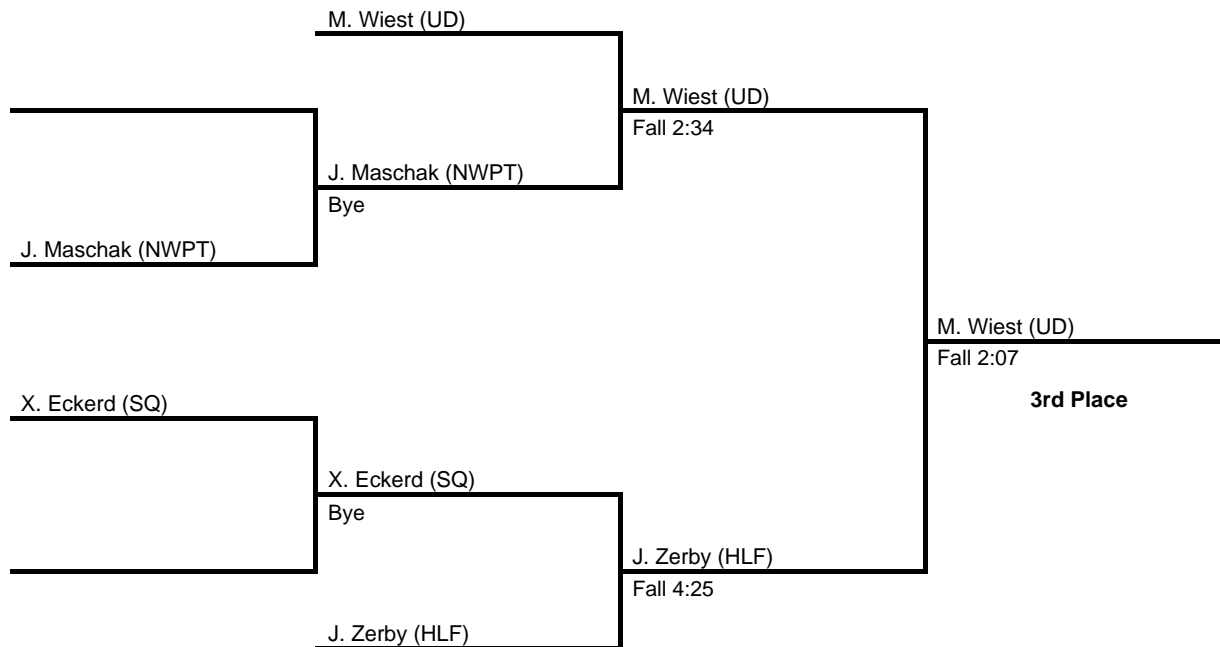 M. Wiest (UD)
M. Wiest (UD)
Fall 2:34
J. Maschak (NWPT)
Bye
J. Maschak (NWPT)
M. Wiest (UD)
Fall 2:07
3rd Place
X. Eckerd (SQ)
X. Eckerd (SQ)
Bye
J. Zerby (HLF)
Fall 4:25
J. Zerby (HLF)